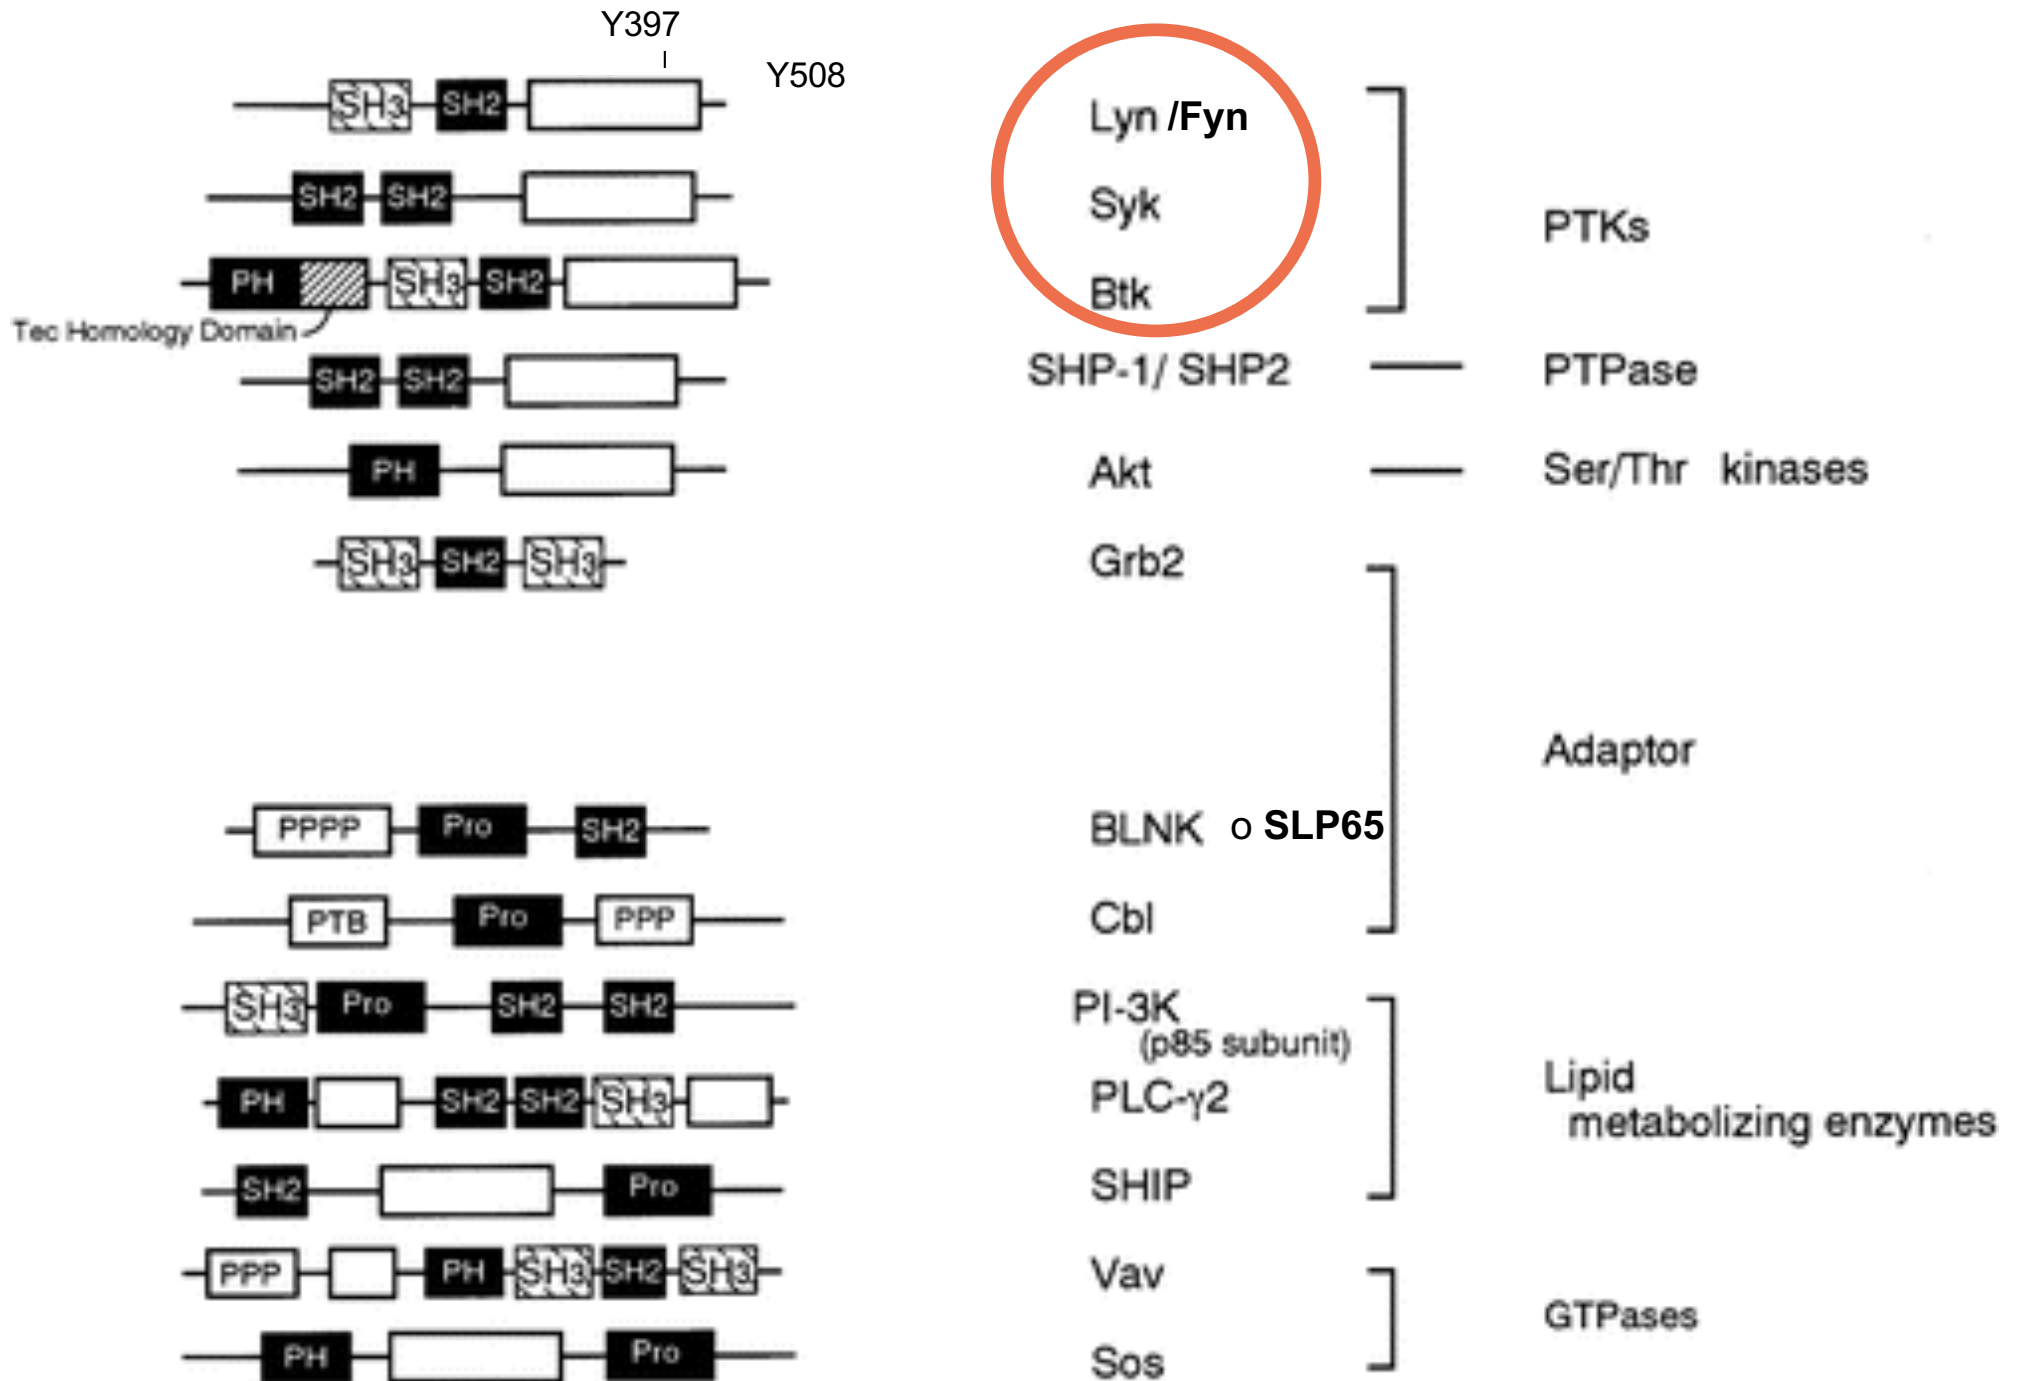 Y397
Y508
SH3 SH2 Lyn /Fyn
SH2 SH2 Syk
PTKs
PH SH3 SH2 Btk
Tec Homology Domain
SH2 SH2 SHP-1/ SHP2 PTPase
PH Akt Ser/Thr kinases
SH3 SH2 SH3 Grb2
Adaptor
PPPP Pro SH2 BLNK o SLP65
PTB Pro PPP Cbl
SH3 Pro SH2 SH2 PI-3K
(p85 subunit)
PH SH2 SH2 SH3 PLC-γ2
Lipid
metabolizing enzymes
SH2 Pro SHIP
PPP PH SH3 SH2 SH3 Vav
GTPases
PH Pro Sos